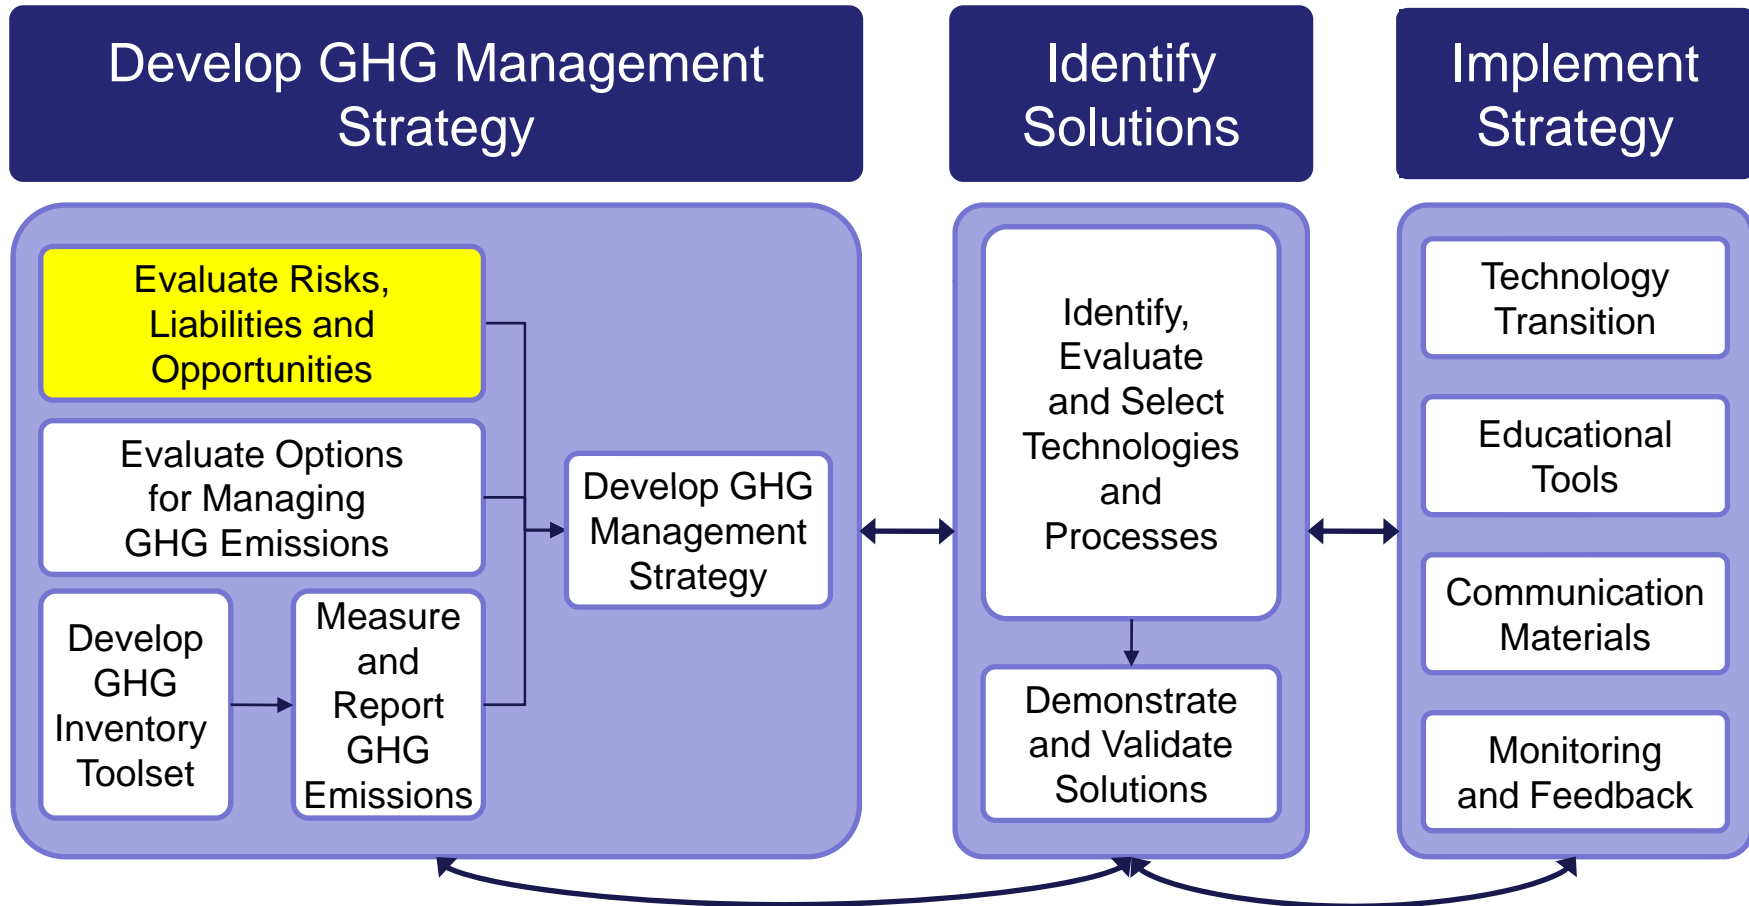 Develop GHG Management
Strategy
Identify
Solutions
Implement
Strategy
Evaluate Risks,
Liabilities and
Opportunities
Evaluate Options
for Managing
GHG Emissions
Develop
GHG
Inventory
Toolset
Measure
and
Report
GHG
Emissions
Develop GHG
Management
Strategy
Identify,
Evaluate
and Select
Technologies
and
Processes
Demonstrate
and Validate
Solutions
Technology
Transition
Educational
Tools
Communication
Materials
Monitoring
and Feedback